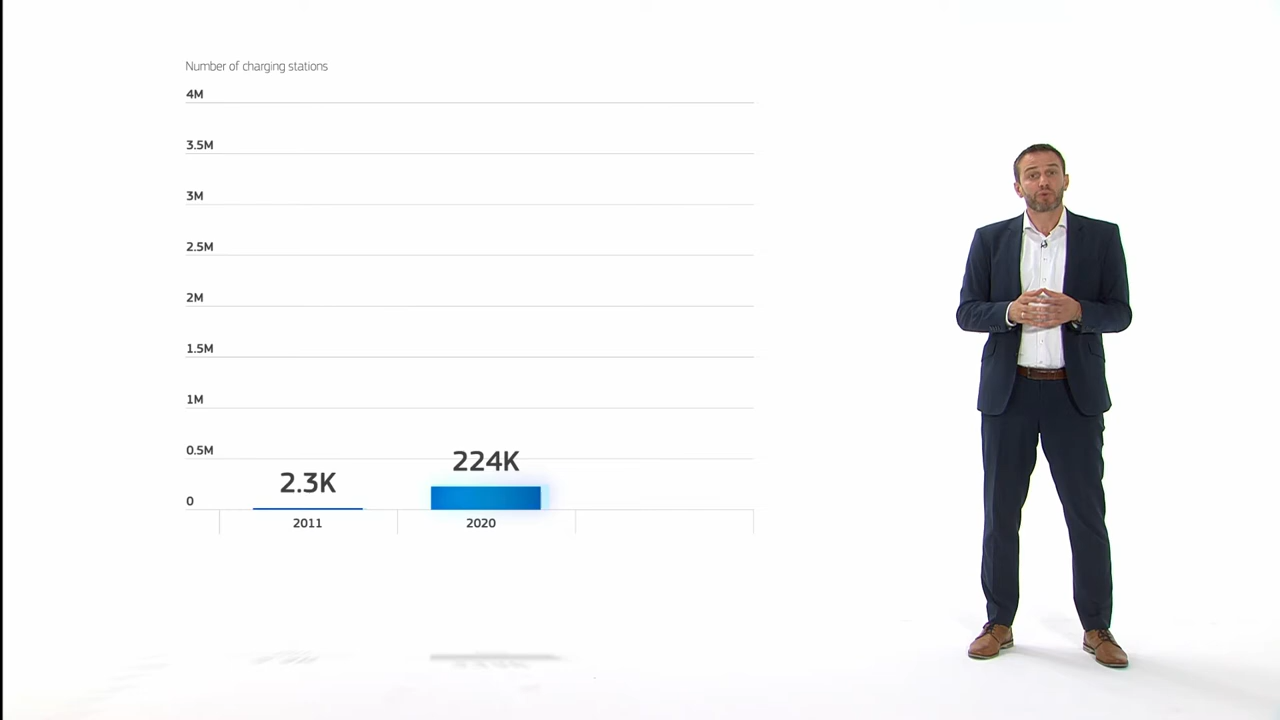 Number of charging stations
4M
3.5M
3M
2.5M
2M
1.5M
1M
0.5M
224K
2.3K
0
2011
2020